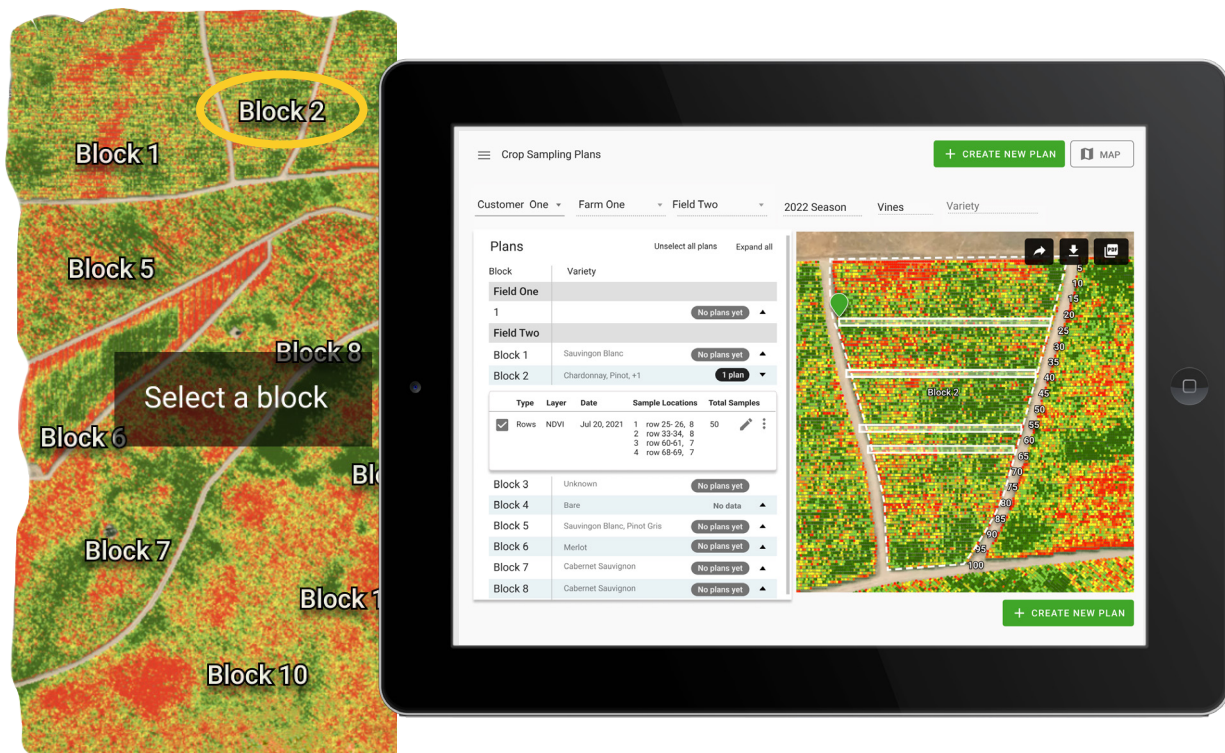 Block 2
Block 1
Block 5
Block 8
Select a block
Block 6
Block 7
Block 10
Crop Sampling Plans
+ CREATE NEW PLAN
MAP
Customer One
Farm One
Field Two
2022 Season
Vines
Variety
Plans
Unselect all plans
Expand all
Block Variety
Field One
1 No plans yet
Field Two
Block 1 Sauvingon Blanc No plans yet
Block 2 Chardonnay, Pinot, +1 1 plan
Type Layer Date Sample Locations Total Samples
Rows NDVI Jul 20, 2021 1 row 25- 26, 8 50
2 row 33-34, 8
3 row 60-61, 7
4 row 68-69, 7
Block 3 Unknown No plans yet
Block 4 Bare No data
Block 5 Sauvingon Blanc, Pinot Gris No plans yet
Block 6 Merlot No plans yet
Block 7 Cabernet Sauvignon No plans yet
Block 8 Cabernet Sauvignon No plans yet
PDF
5
10
15
20
25
30
35
40
Block 2
45
50
55
60
65
70
75
80
85
90
95
100
+ CREATE NEW PLAN